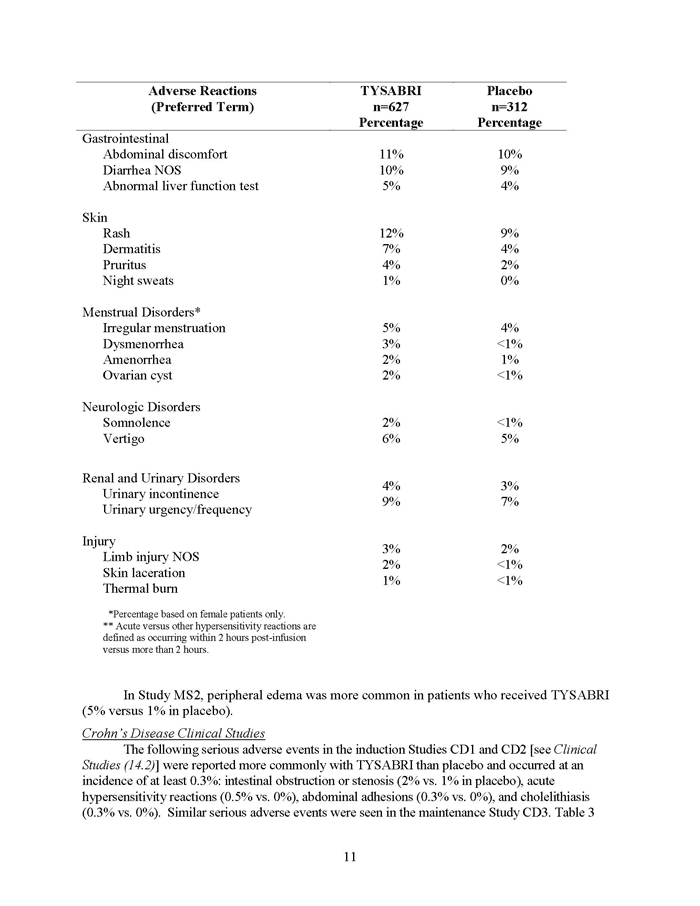 Adverse Reactions TYSABRI Placebo
(Preferred Term) n=627 n=312
Percentage Percentage
Gastrointestinal
Abdominal discomfort 11% 10%
Diarrhea NOS 10% 9%
Abnormal liver function test 5% 4%
Skin
Rash 12% 9%
Dermatitis 7% 4%
Pruritus 4% 2%
Night sweats 1% 0%
Menstrual Disorders*
Irregular menstruation 5% 4%
Dysmenorrhea 3% <1%
Amenorrhea 2% 1%
Ovarian cyst 2% <1%
Neurologic Disorders
Somnolence 2% <1%
Vertigo 6% 5%
Renal and Urinary Disorders
Urinary incontinence 4% 3%
Urinary urgency/frequency 9% 7%
Injury
Limb injury NOS 3% 2%
Skin laceration 2% <1%
Thermal burn 1% <1%
*Percentage based on female patients only.
** Acute versus other hypersensitivity reactions are
defined as occurring within 2 hours post-infusion
versus more than 2 hours.
In Study MS2, peripheral edema was more common in patients who received TYSABRI
(5% versus 1% in placebo).
Crohn’s Disease Clinical Studies
The following serious adverse events in the induction Studies CD1 and CD2 [see Clinical
Studies (14.2)] were reported more commonly with TYSABRI than placebo and occurred at an
incidence of at least 0.3%: intestinal obstruction or stenosis (2% vs. 1% in placebo), acute
hypersensitivity reactions (0.5% vs. 0%), abdominal adhesions (0.3% vs. 0%), and cholelithiasis
(0.3% vs. 0%). Similar serious adverse events were seen in the maintenance Study CD3. Table 3
11